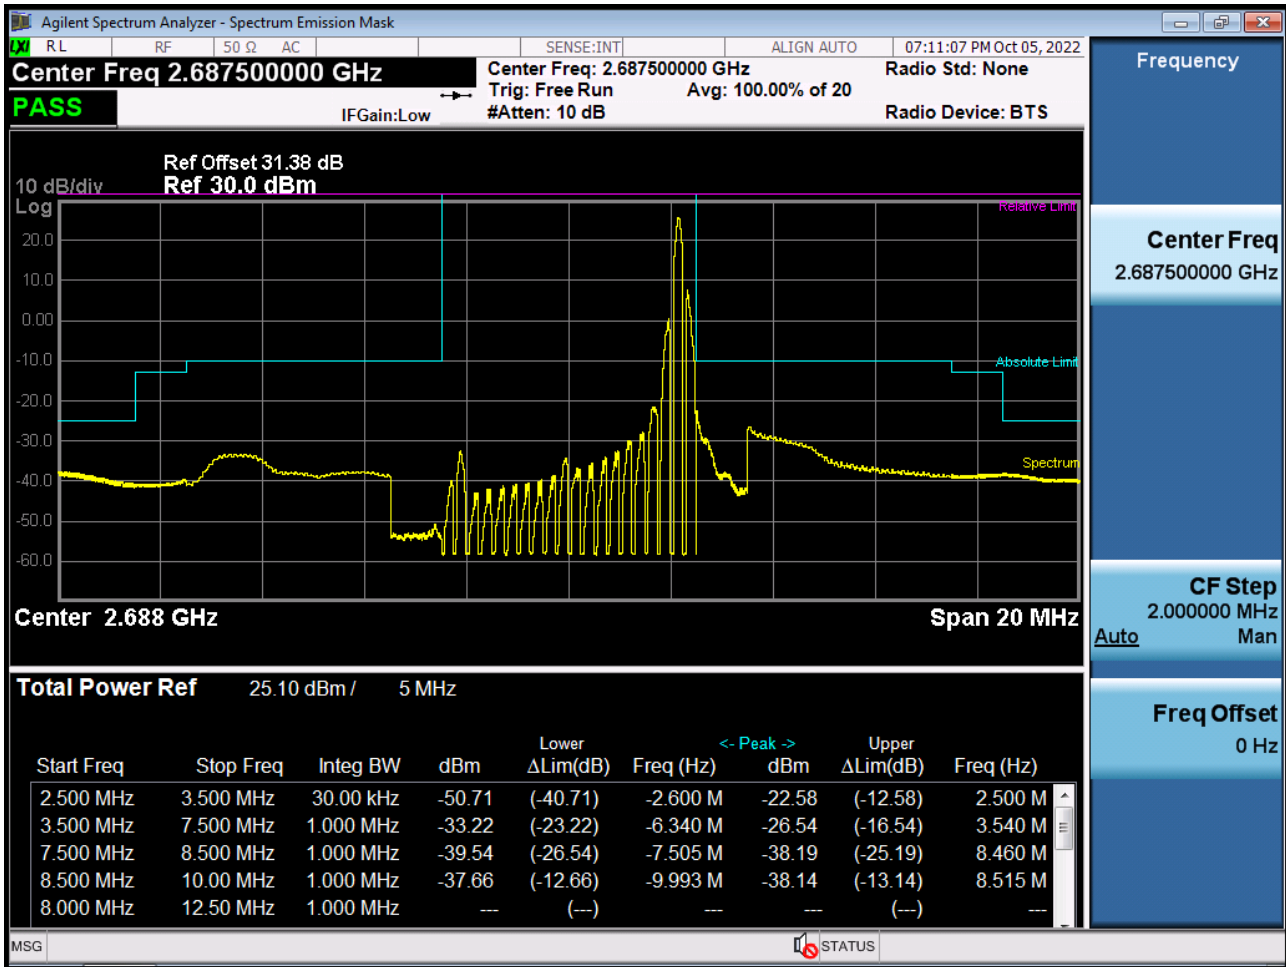 Agilent Spectrum Analyzer - Spectrum Emission Mask
LXI RL RF 50 Ω AC SENSE:INT ALIGN AUTO 07:11:07 PM Oct 05, 2022
Center Freq 2.687500000 GHz
Center Freq: 2.687500000 GHz Radio Std: None
Trig: Free Run Avg: 100.00% of 20
PASS IFGain:Low #Atten: 10 dB Radio Device: BTS
Ref Offset 31.38 dB
10 dB/div Ref 30.0 dBm
Log
Relative Limit
20.0
10.0
0.00
-10.0
Absolute Limit
-20.0
-30.0
Spectrum
-40.0
-50.0
-60.0
Center 2.688 GHz Span 20 MHz
Total Power Ref 25.10 dBm / 5 MHz
Lower <- Peak -> Upper
Start Freq Stop Freq Integ BW dBm ΔLim(dB) Freq (Hz) dBm ΔLim(dB) Freq (Hz)
2.500 MHz 3.500 MHz 30.00 kHz -50.71 (-40.71) -2.600 M -22.58 (-12.58) 2.500 M
3.500 MHz 7.500 MHz 1.000 MHz -33.22 (-23.22) -6.340 M -26.54 (-16.54) 3.540 M
7.500 MHz 8.500 MHz 1.000 MHz -39.54 (-26.54) -7.505 M -38.19 (-25.19) 8.460 M
8.500 MHz 10.00 MHz 1.000 MHz -37.66 (-12.66) -9.993 M -38.14 (-13.14) 8.515 M
8.000 MHz 12.50 MHz 1.000 MHz --- (---) --- --- (---) ---
MSG STATUS
Frequency
Center Freq
2.687500000 GHz
CF Step
2.000000 MHz
Auto Man
Freq Offset
0 Hz